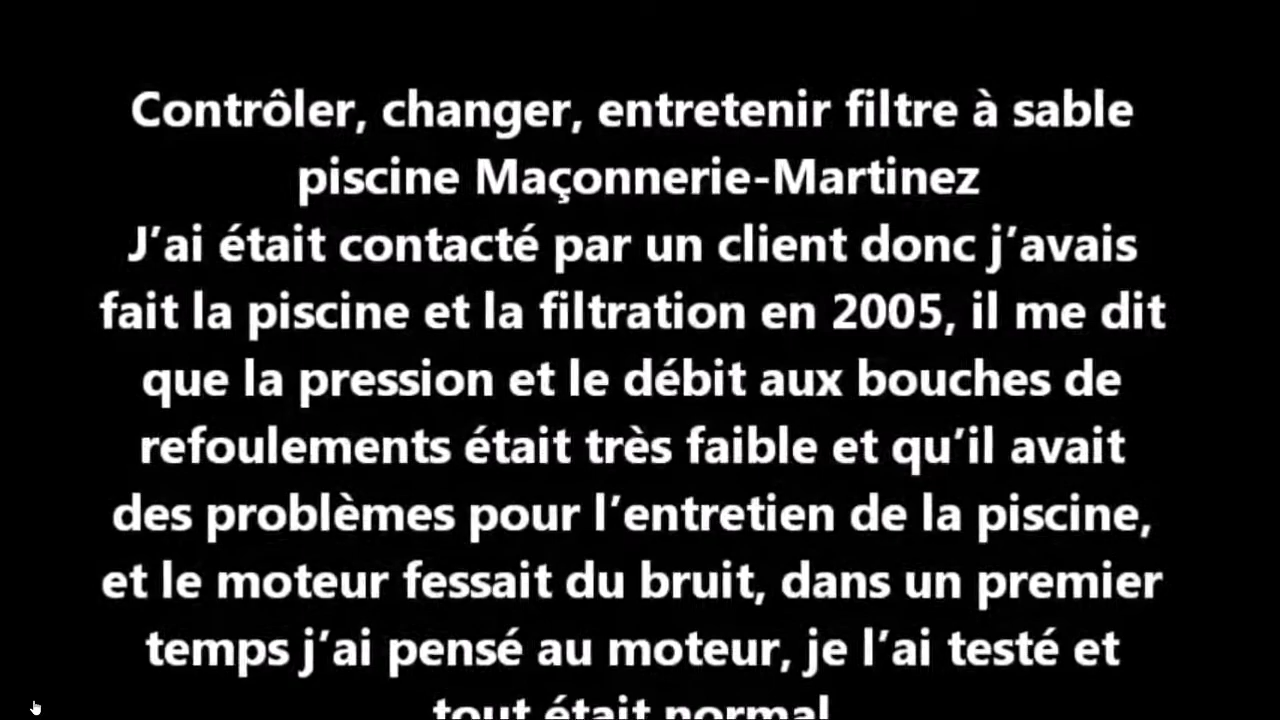 Contrôler, changer, entretenir filtre à sable
piscine Maçonnerie-Martinez
J’ai était contacté par un client donc j’avais
fait la piscine et la filtration en 2005, il me dit
que la pression et le débit aux bouches de
refoulements était très faible et qu’il avait
des problèmes pour l’entretien de la piscine,
et le moteur fessait du bruit, dans un premier
temps j’ai pensé au moteur, je l’ai testé et
tout était normal